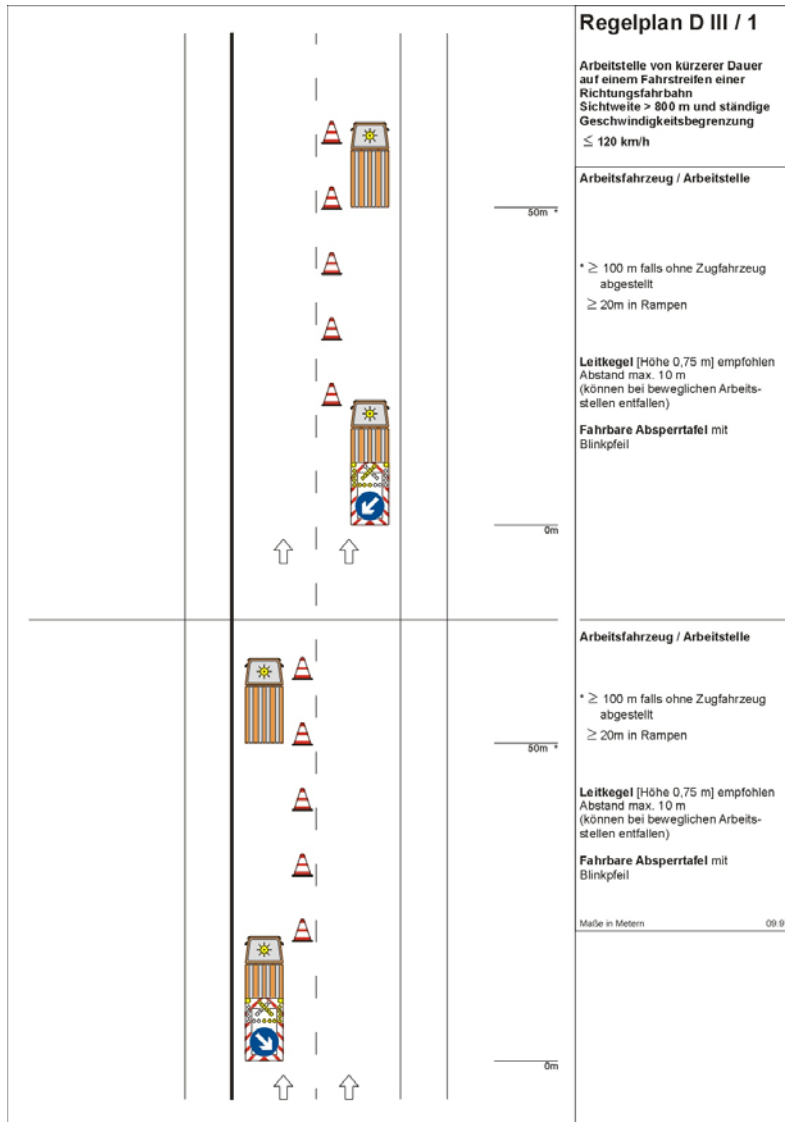 Regelplan D III / 1
Arbeitstelle von kürzerer Dauer
auf einem Fahrstreifen einer
Richtungsfahrbahn
Sichtweite > 800 m und ständige
Geschwindigkeitsbegrenzung
≤ 120 km/h
Arbeitsfahrzeug / Arbeitstelle
50m *
* ≥ 100 m falls ohne Zugfahrzeug
abgestellt
≥ 20m in Rampen
Leitkegel [Höhe 0,75 m] empfohlen
Abstand max. 10 m
(können bei beweglichen Arbeits-
stellen entfallen)
Fahrbare Absperrtafel mit
Blinkpfeil
0m
Arbeitsfahrzeug / Arbeitstelle
* ≥ 100 m falls ohne Zugfahrzeug
abgestellt
≥ 20m in Rampen
50m *
Leitkegel [Höhe 0,75 m] empfohlen
Abstand max. 10 m
(können bei beweglichen Arbeits-
stellen entfallen)
Fahrbare Absperrtafel mit
Blinkpfeil
Maße in Metern
0m